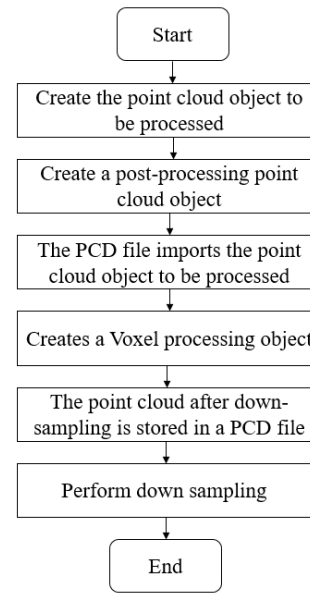 Start
Create the point cloud object to
be processed
Create a post-processing point
cloud object
The PCD file imports the point
cloud object to be processed
Creates a Voxel processing object
The point cloud after down-
sampling is stored in a PCD file
Perform down sampling
End